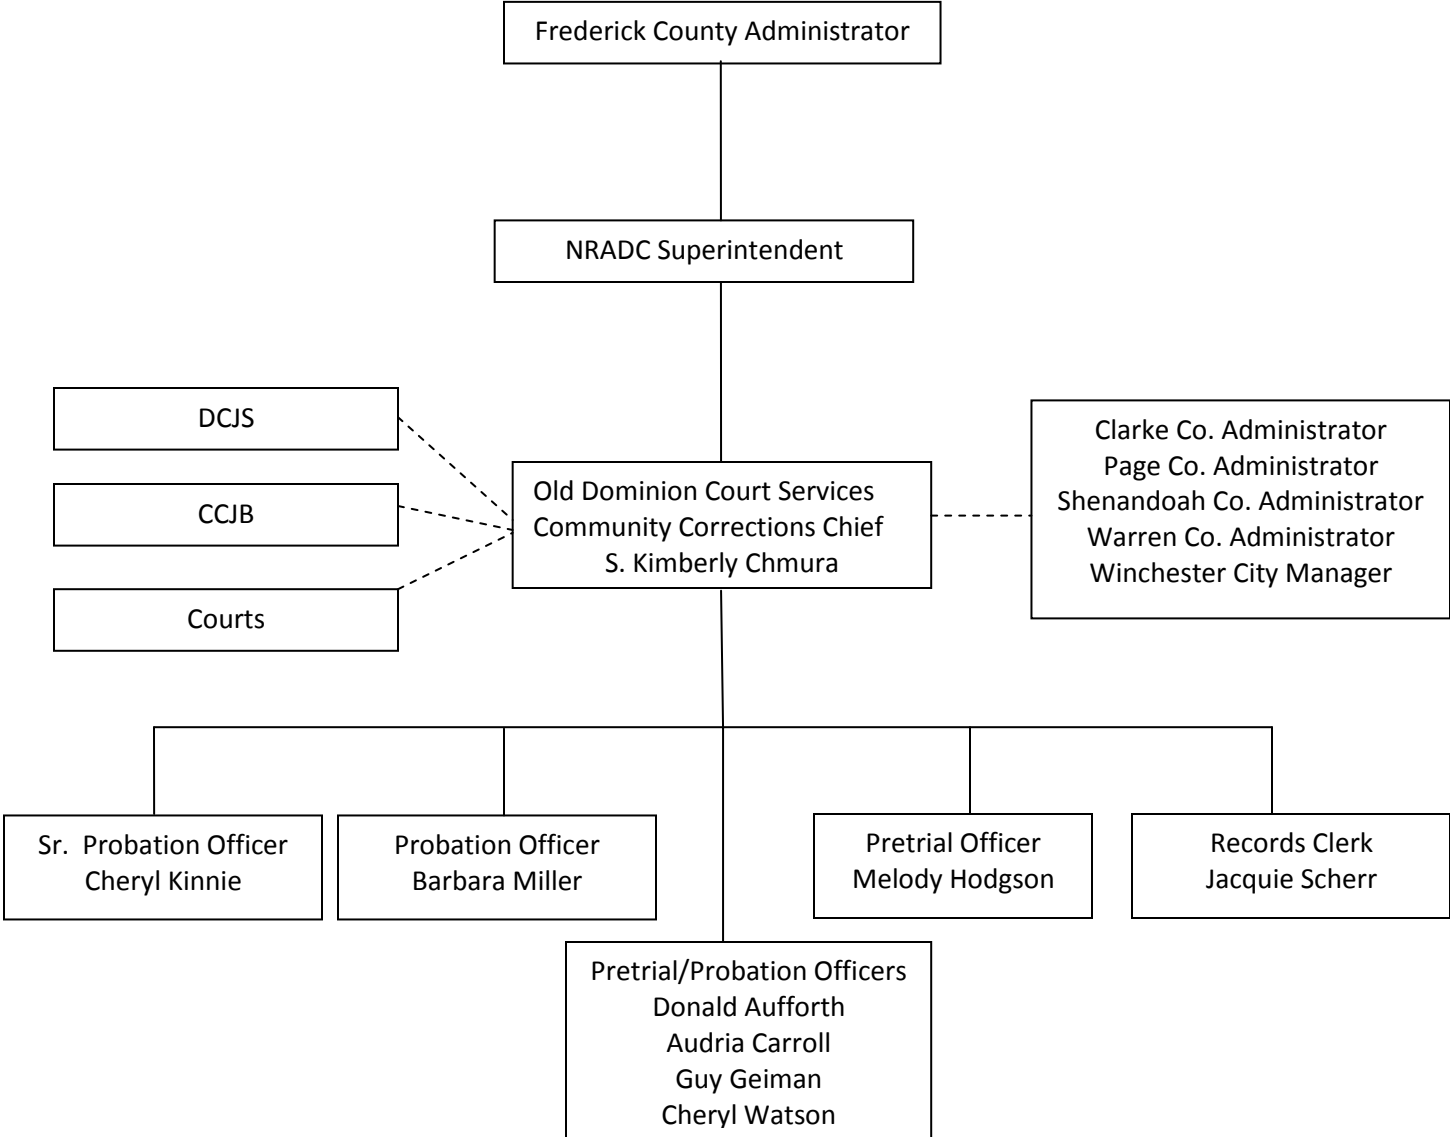 Frederick County Administrator
NRADC Superintendent
DCJS
CCJB
Courts
Old Dominion Court Services
Community Corrections Chief
S. Kimberly Chmura
Clarke Co. Administrator
Page Co. Administrator
Shenandoah Co. Administrator
Warren Co. Administrator
Winchester City Manager
Sr. Probation Officer
Cheryl Kinnie
Probation Officer
Barbara Miller
Pretrial Officer
Melody Hodgson
Records Clerk
Jacquie Scherr
Pretrial/Probation Officers
Donald Aufforth
Audria Carroll
Guy Geiman
Cheryl Watson